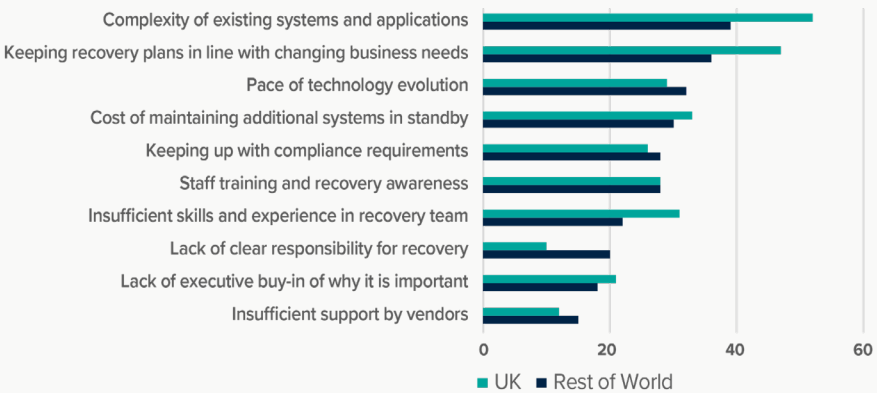 Complexity of existing systems and applications
Keeping recovery plans in line with changing business needs
Pace of technology evolution
Cost of maintaining additional systems in standby
Keeping up with compliance requirements
Staff training and recovery awareness
Insufficient skills and experience in recovery team
Lack of clear responsibility for recovery
Lack of executive buy-in of why it is important
Insufficient support by vendors
0 20 40 60
UK Rest of World